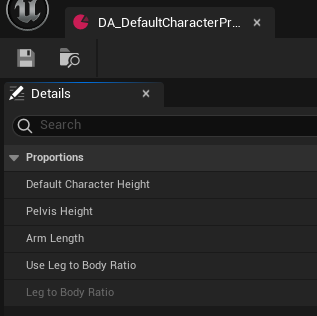 DA_DefaultCharacterPr...
Details
Search
Proportions
Default Character Height
Pelvis Height
Arm Length
Use Leg to Body Ratio
Leg to Body Ratio